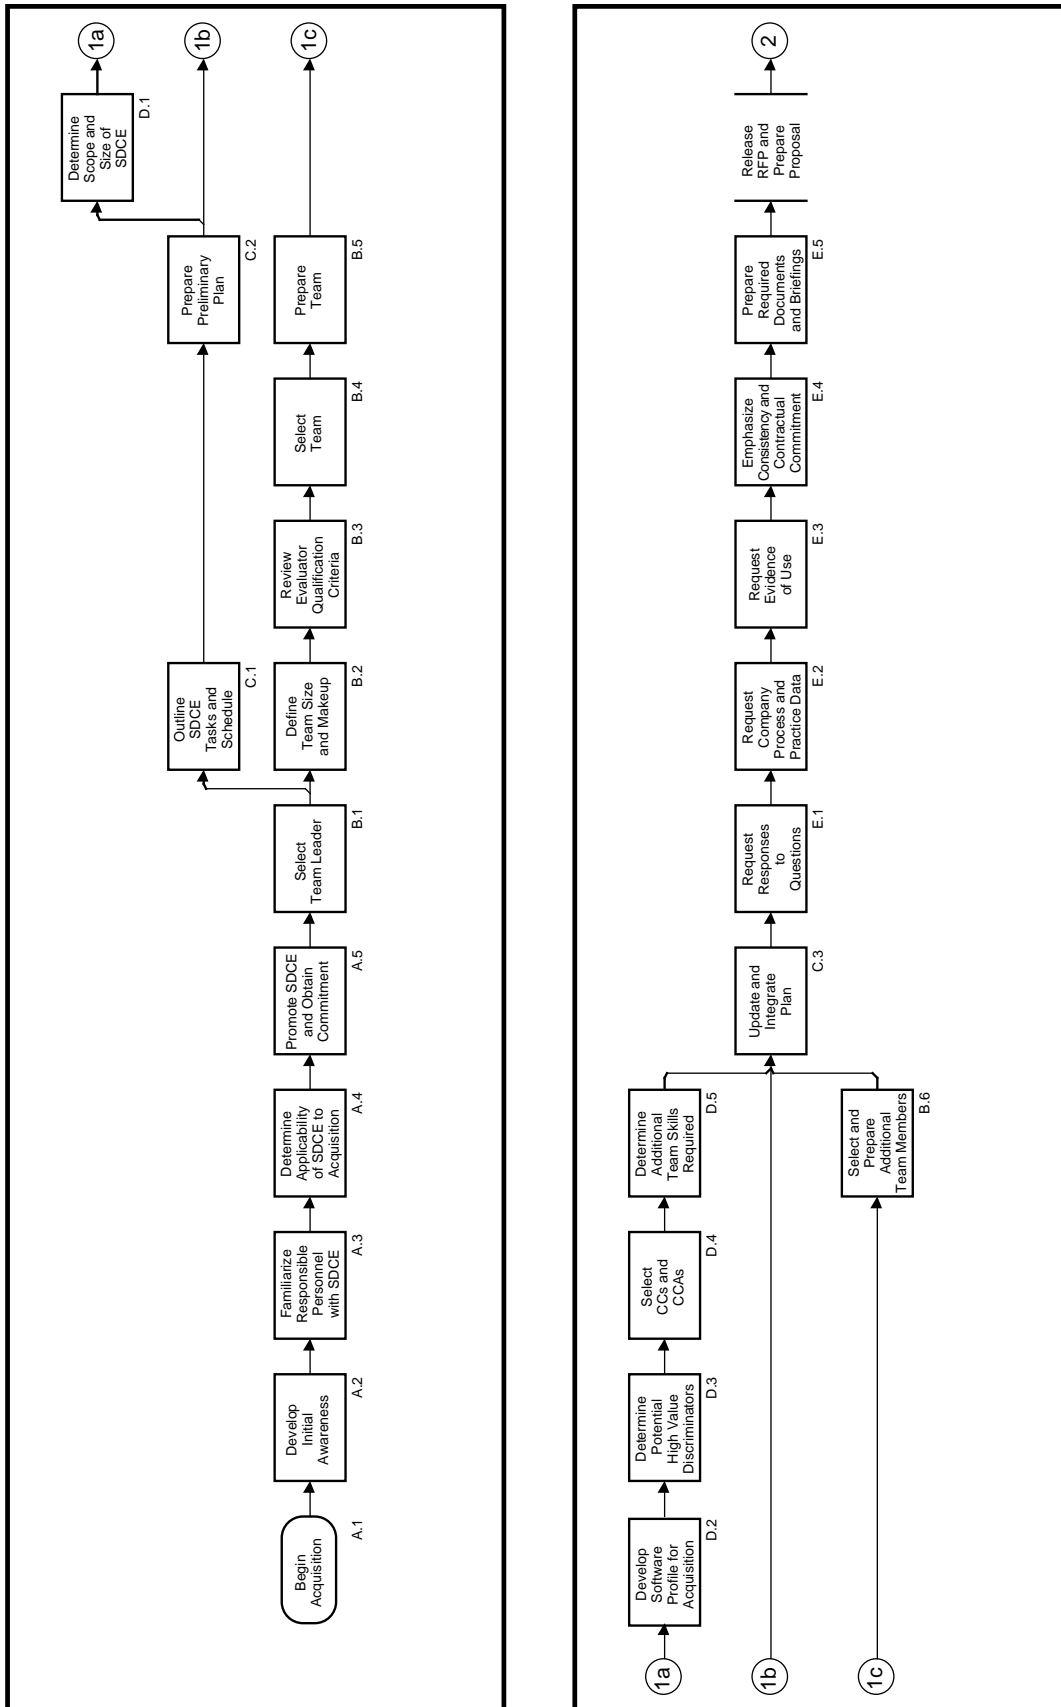 Begin
Acquisition
A.1
Develop
Initial
Awareness
A.2
Familiarize
Responsible
Personnel
with SDCE
A.3
Determine
Applicability
of SDCE to
Acquisition
A.4
Promote SDCE
and Obtain
Commitment
A.5
Select
Team Leader
B.1
Outline
SDCE
Tasks and
Schedule
C.1
Define
Team Size
and Makeup
B.2
Review
Evaluator
Qualification
Criteria
B.3
Select
Team
B.4
Prepare
Preliminary
Plan
C.2
Prepare
Team
B.5
Determine
Scope and
Size of
SDCE
D.1
1a
1b
1c
1a
1b
1c
Develop
Software
Profile for
Acquisition
D.2
Determine
Potential
High Value
Discriminators
D.3
Select
CCs and
CCAs
D.4
Determine
Additional
Team Skills
Required
D.5
Select and
Prepare
Additional
Team Members
B.6
Update and
Integrate
Plan
C.3
Request
Responses
to
Questions
E.1
Request
Company
Process and
Practice Data
E.2
Request
Evidence
of Use
E.3
Emphasize
Consistency and
Contractual
Commitment
E.4
Prepare
Required
Documents
and Briefings
E.5
Release
RFP and
Prepare
Proposal
2